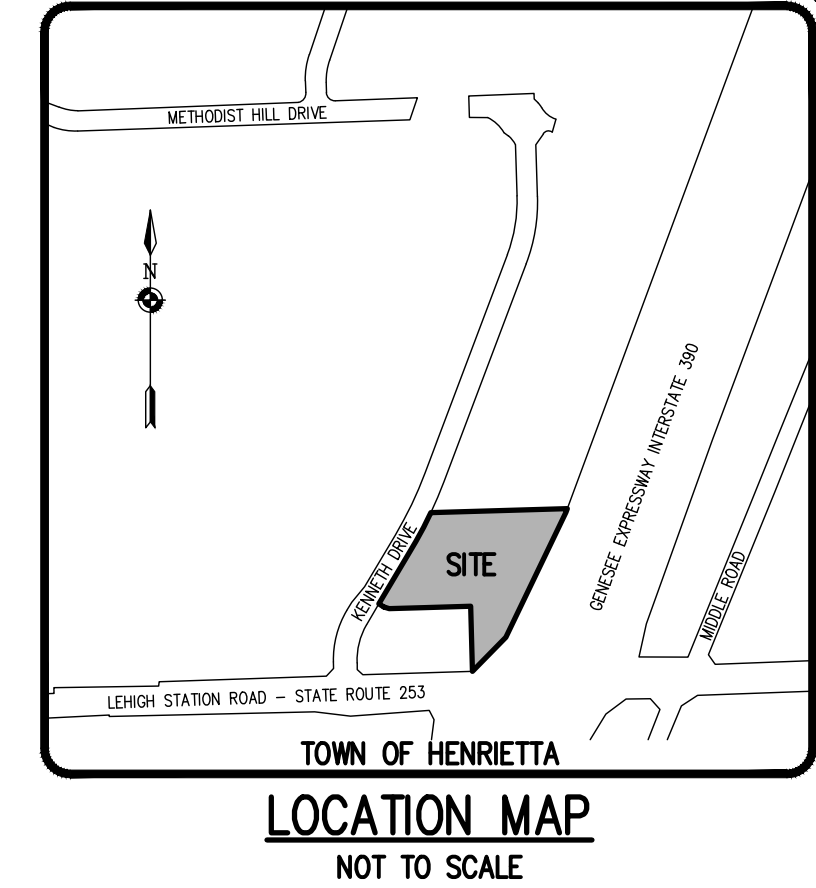 METHODIST HILL DRIVE
N
GENESEE EXPRESSWAY INTERSTATE 390
KENNETH DRIVE
SITE
MIDDLE ROAD
LEHIGH STATION ROAD – STATE ROUTE 253
TOWN OF HENRIETTA
LOCATION MAP
NOT TO SCALE